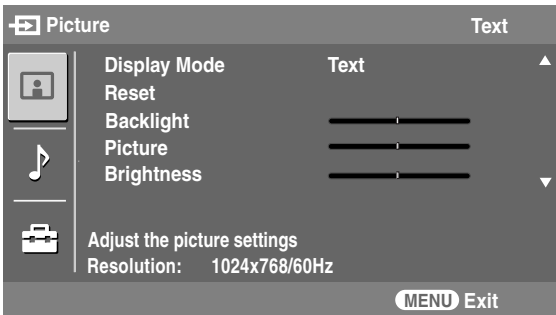 Picture Text
Display Mode Text
Reset
Backlight
Picture
Brightness
Adjust the picture settings
Resolution: 1024x768/60Hz
MENU Exit